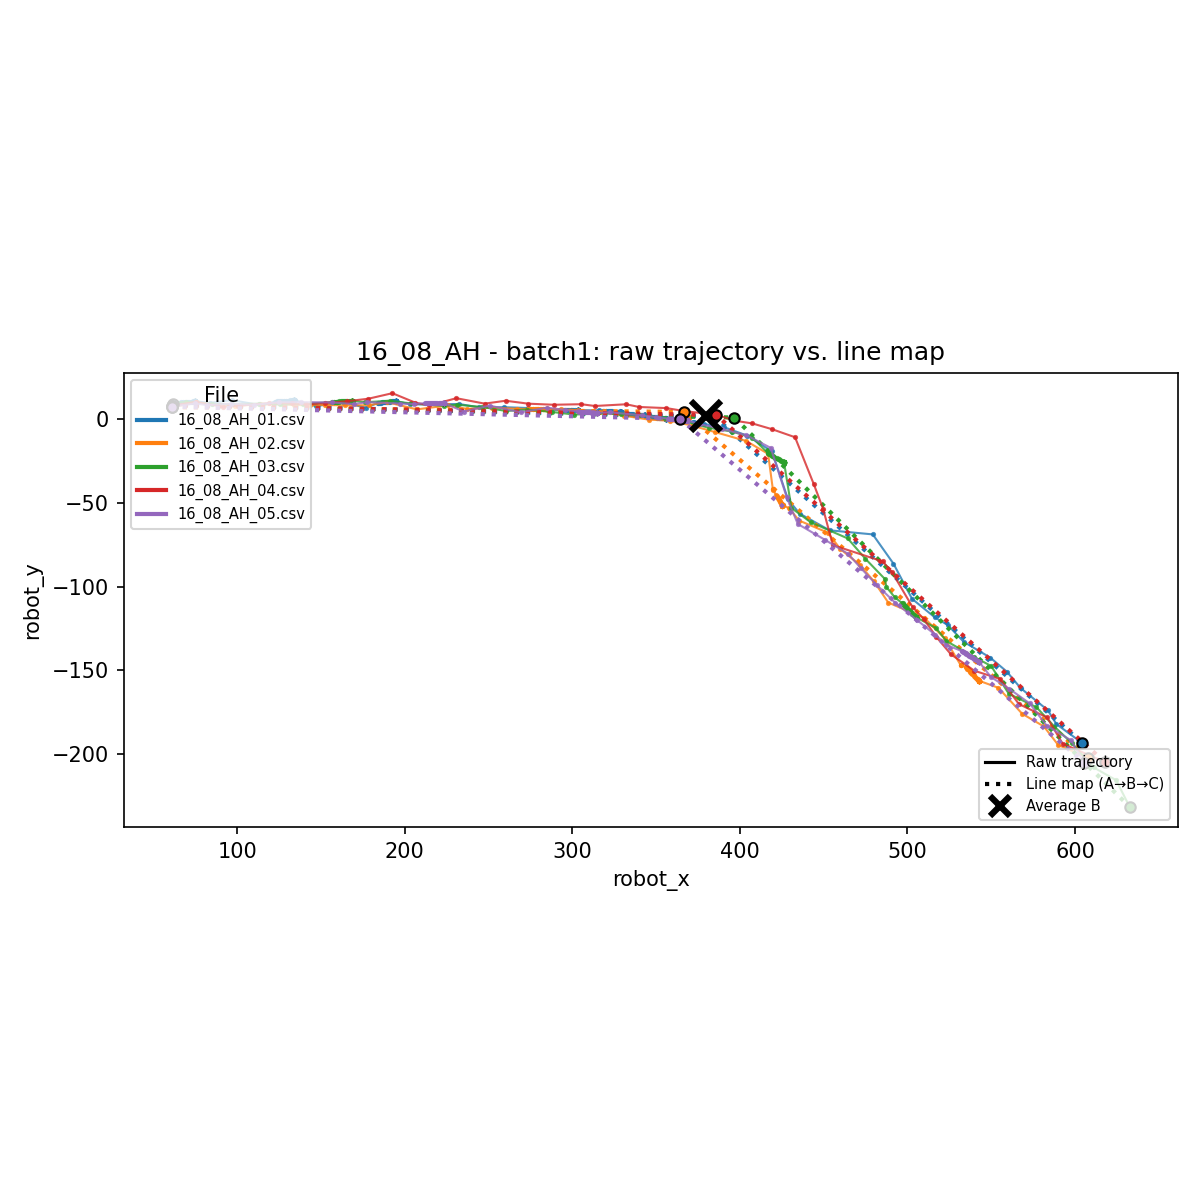 16_08_AH - batch1: raw trajectory vs. line map
File
16_08_AH_01.csv
16_08_AH_02.csv
16_08_AH_03.csv
16_08_AH_04.csv
16_08_AH_05.csv
0
−50
−100
−150
−200
robot_y
Raw trajectory
Line map (A→B→C)
Average B
100
200
300
400
500
600
robot_x